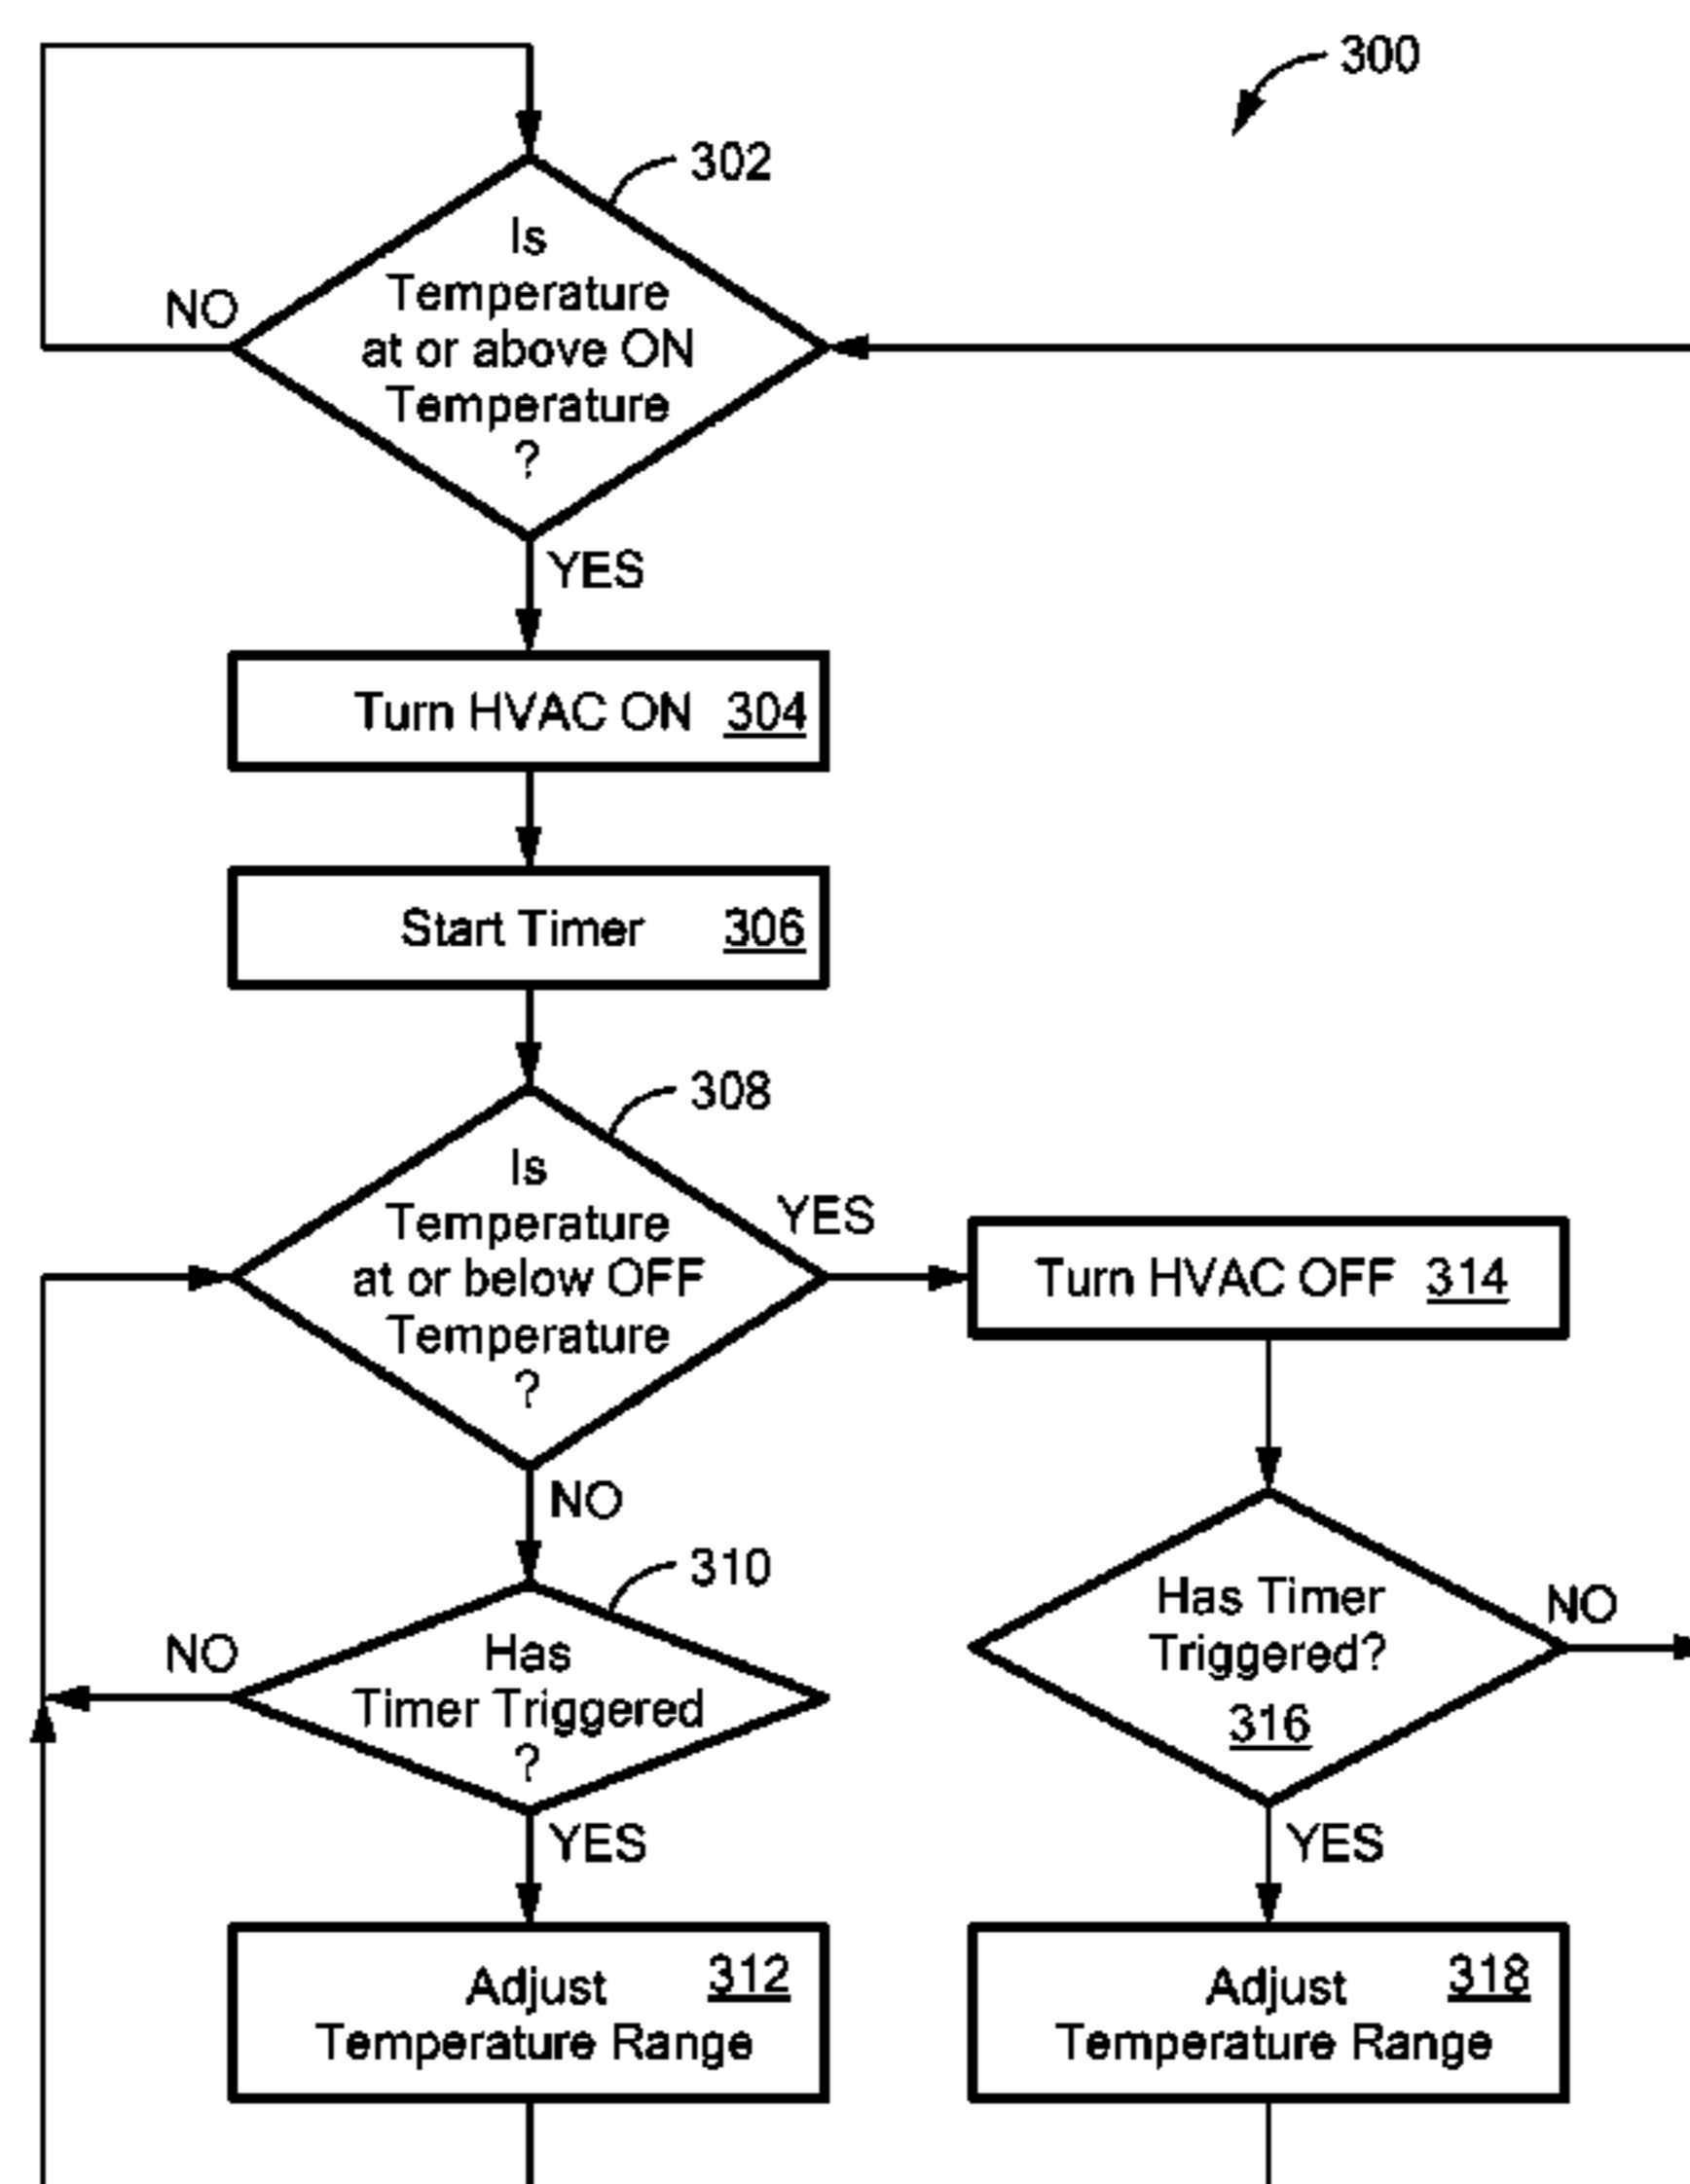 300
302
Is
Temperature
at or above ON
Temperature
?
NO
YES
Turn HVAC ON 304
Start Timer 306
308
Is
Temperature
at or below OFF
Temperature
?
YES
Turn HVAC OFF 314
NO
310
Has
Timer Triggered
?
NO
YES
Has Timer
Triggered?
316
NO
YES
Adjust 312
Temperature Range
Adjust 318
Temperature Range